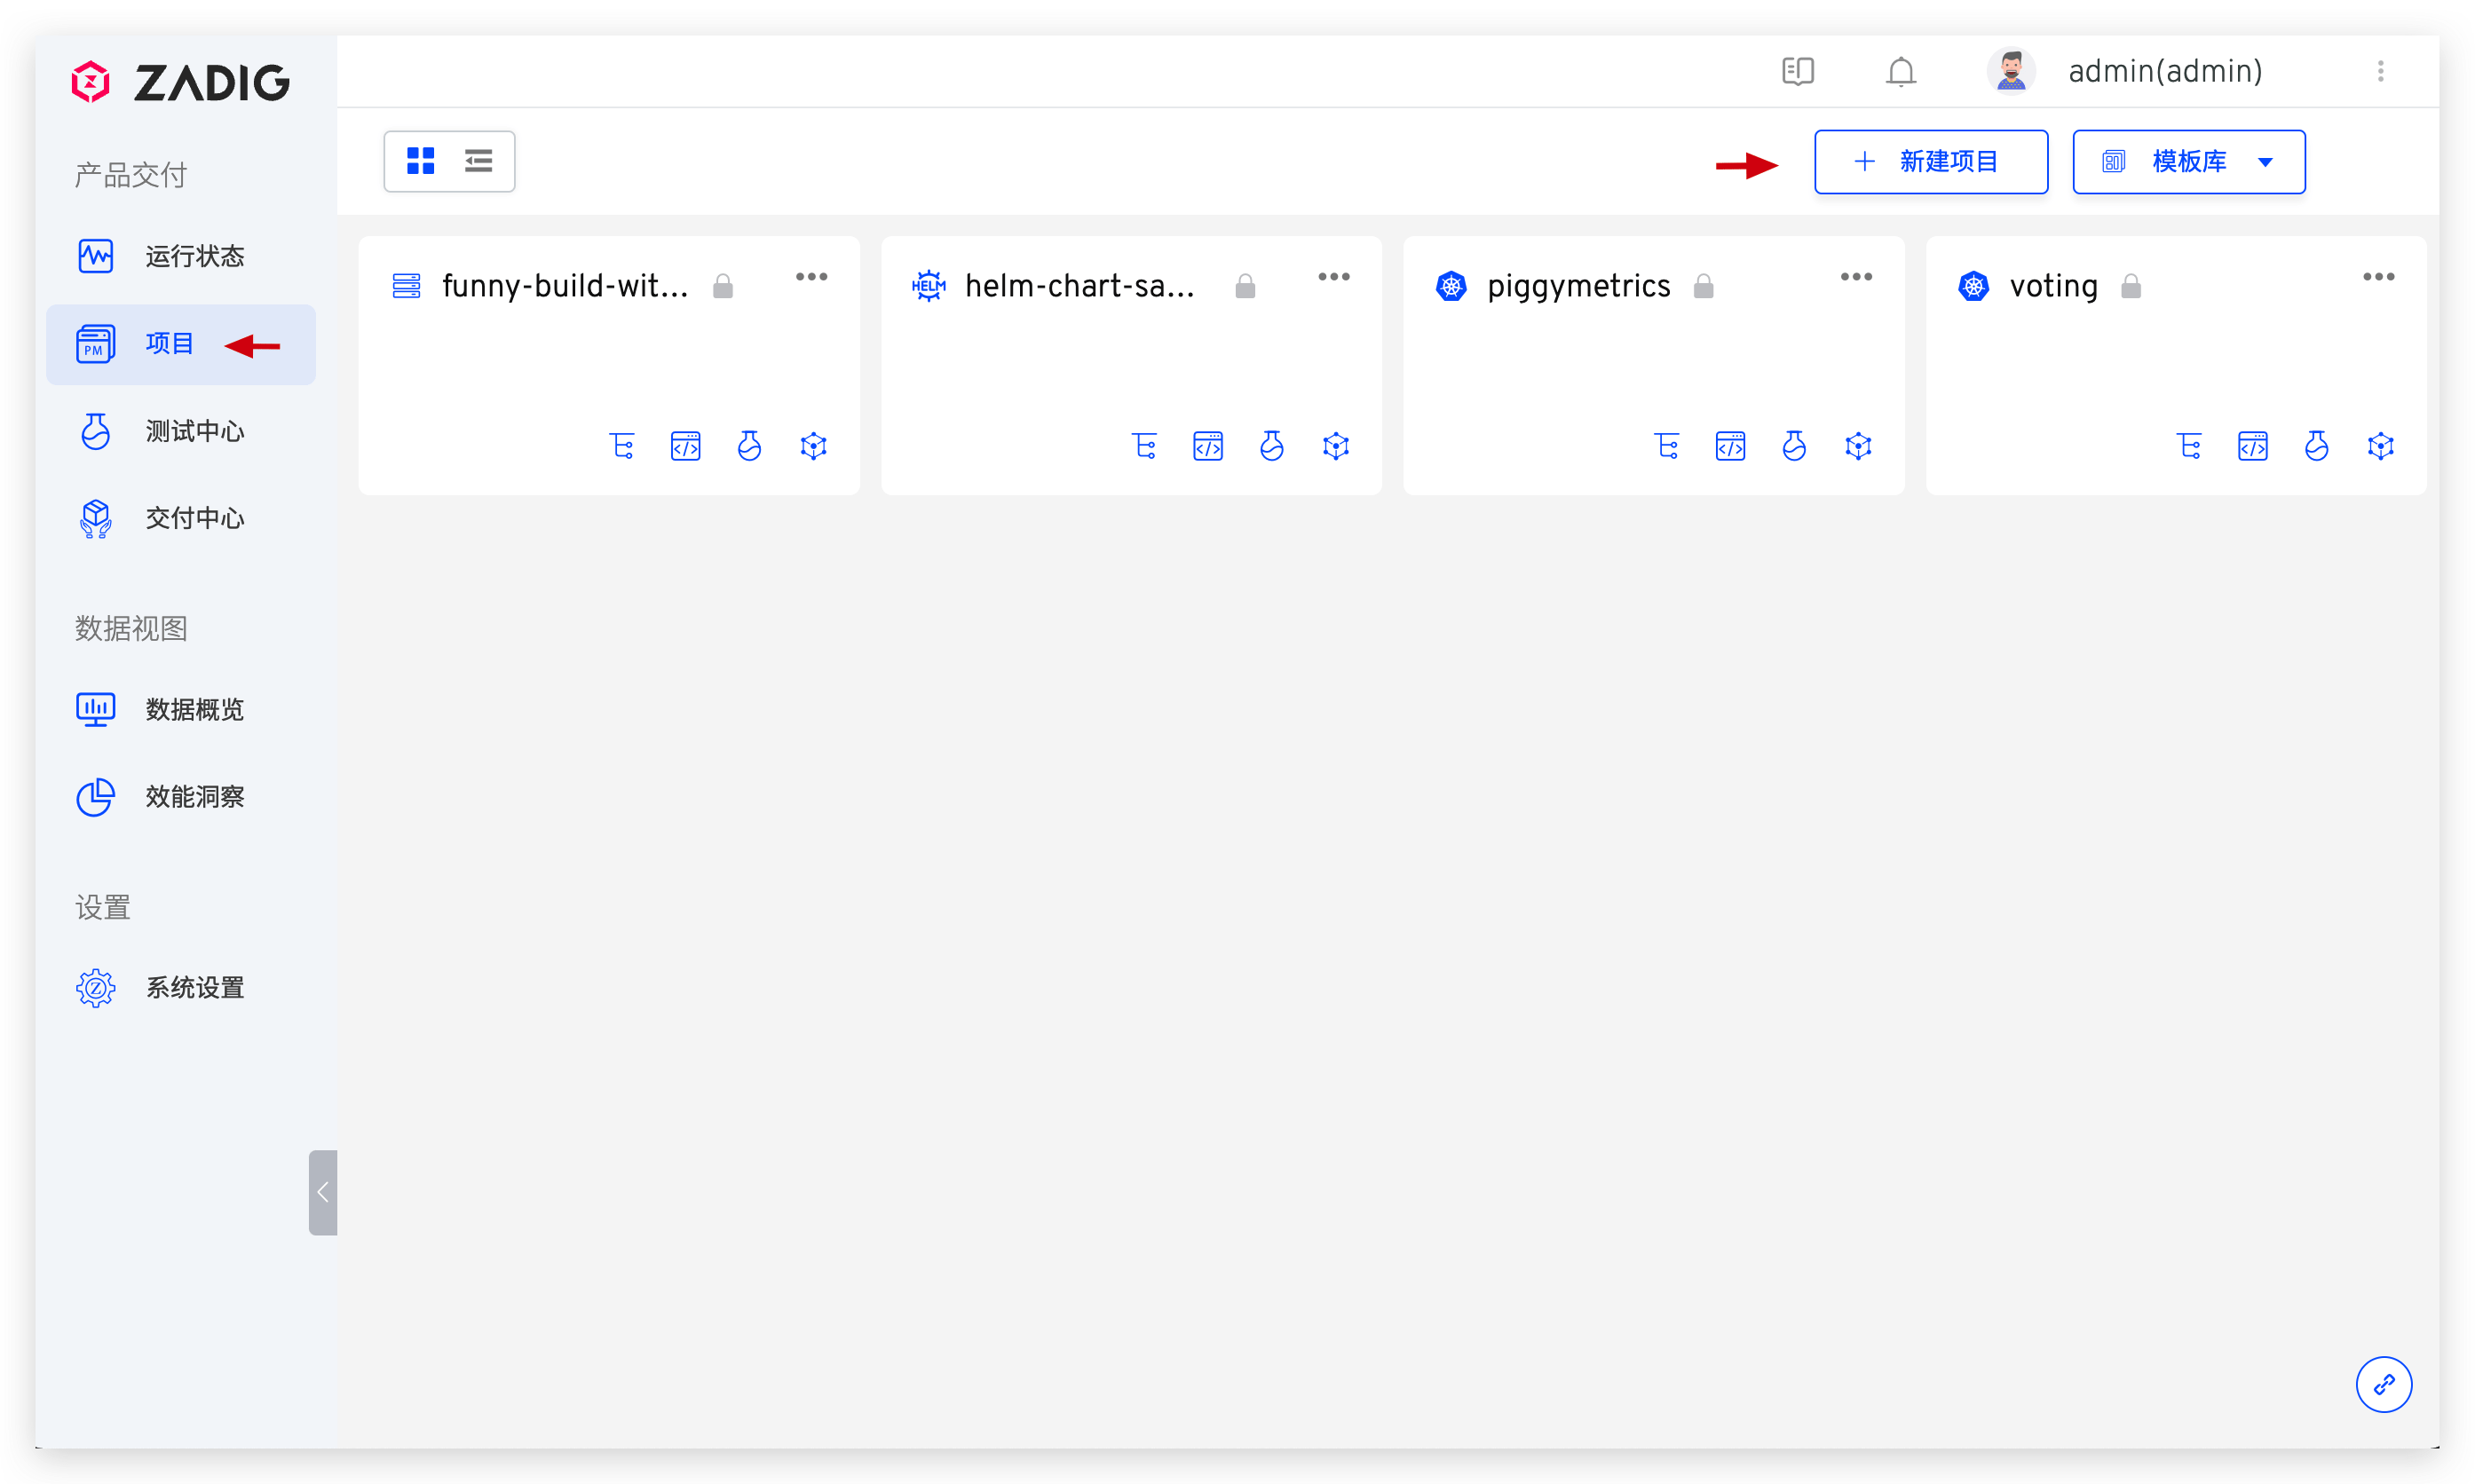 ZADIG
admin(admin)
产品交付
新建项目
模板库
运行状态
funny-build-wit...
HELM
helm-chart-sa...
piggymetrics
voting
PM
项目
测试中心
交付中心
数据视图
数据概览
效能洞察
设置
Z
系统设置